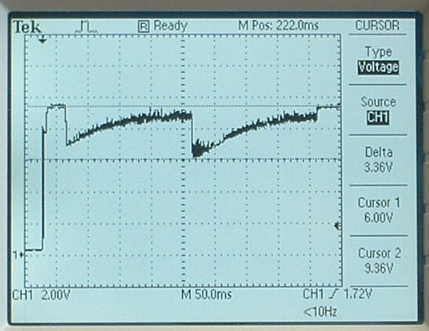 Tek R Ready M Pos: 222.0ms CURSOR
Type
Voltage
Source
CH1
Delta
3.36V
Cursor 1
6.00V
Cursor 2
9.36V
1
CH1 2.00V M 50.0ms CH1 1.72V
<10Hz